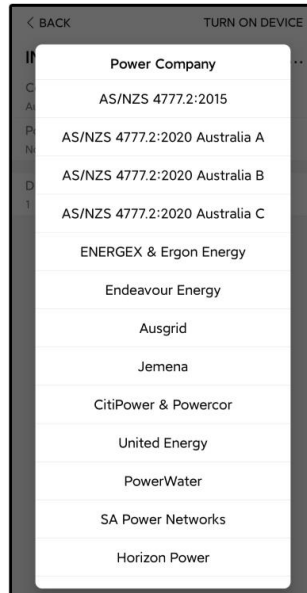 < BACK
TURN ON DEVICE
Power Company
AS/NZS 4777.2:2015
AS/NZS 4777.2:2020 Australia A
AS/NZS 4777.2:2020 Australia B
AS/NZS 4777.2:2020 Australia C
ENERGEX & Ergon Energy
Endeavour Energy
Ausgrid
Jemena
CitiPower & Powercor
United Energy
PowerWater
SA Power Networks
Horizon Power